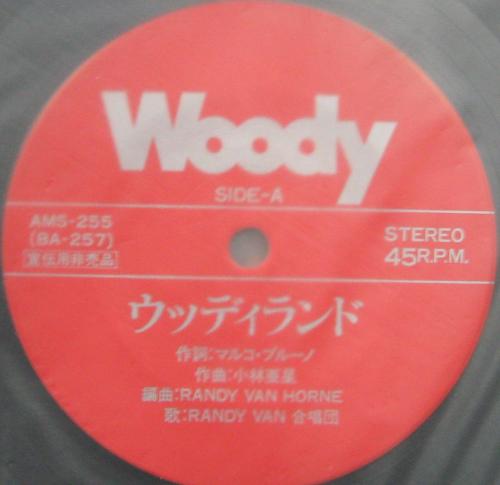 Woody
SIDE-A
AMS-255
(BA-257)
宣伝用非売品
STEREO
45R.P.M.
ウッディランド
作詞:マルコ・ブルーノ
作曲:小林亜星
編曲:RANDY VAN HORNE
歌:RANDY VAN 合唱団